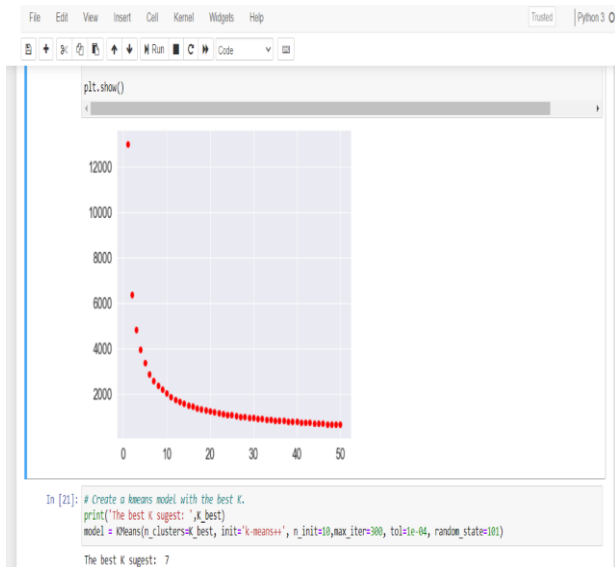 File Edit View Insert Cell Kernel Widgets Help Trusted Python 3
Run Code
plt.show()
12000
10000
8000
6000
4000
2000
0 10 20 30 40 50
In [21]: # Create a kmeans model with the best K.
print('The best K sugest: ',K_best)
model = KMeans(n_clusters=K_best, init='k-means++', n_init=10,max_iter=300, tol=1e-04, random_state=101)
The best K sugest: 7